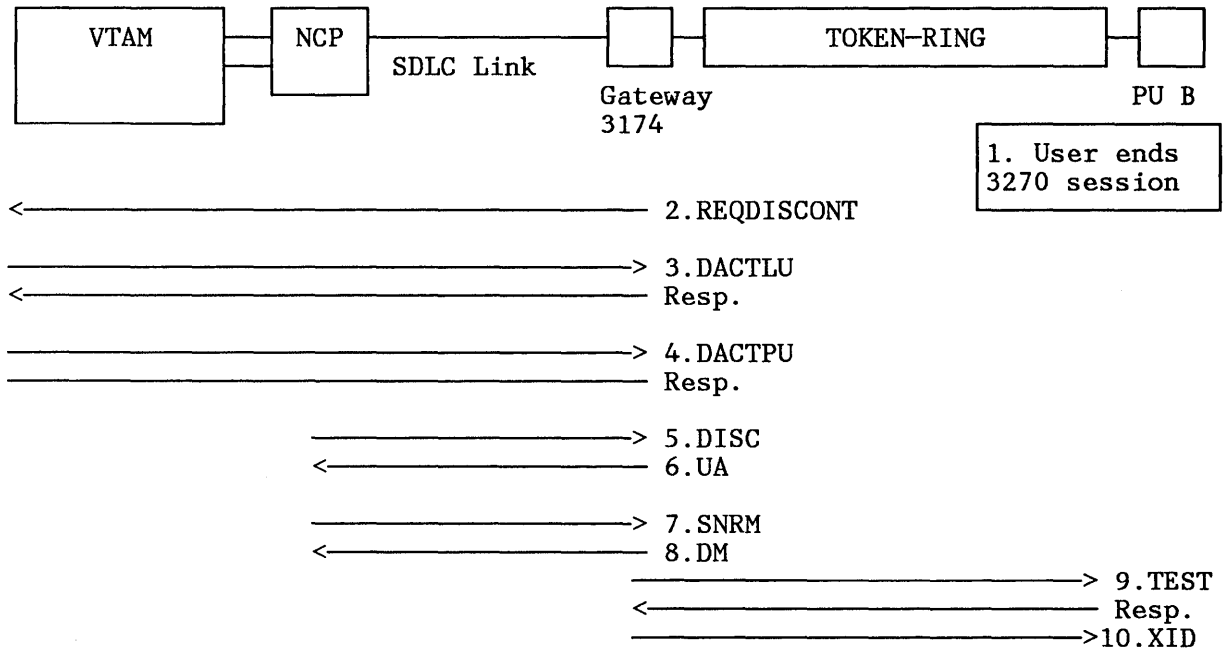 VTAM NCP TOKEN-RING
SDLC Link
Gateway PU B
3174
1. User ends
3270 session
2.REQDISCONT
3.DACTLU
Resp.
4.DACTPU
Resp.
5.DISC
6.UA
7.SNRM
8.DM
9.TEST
Resp.
10.XID